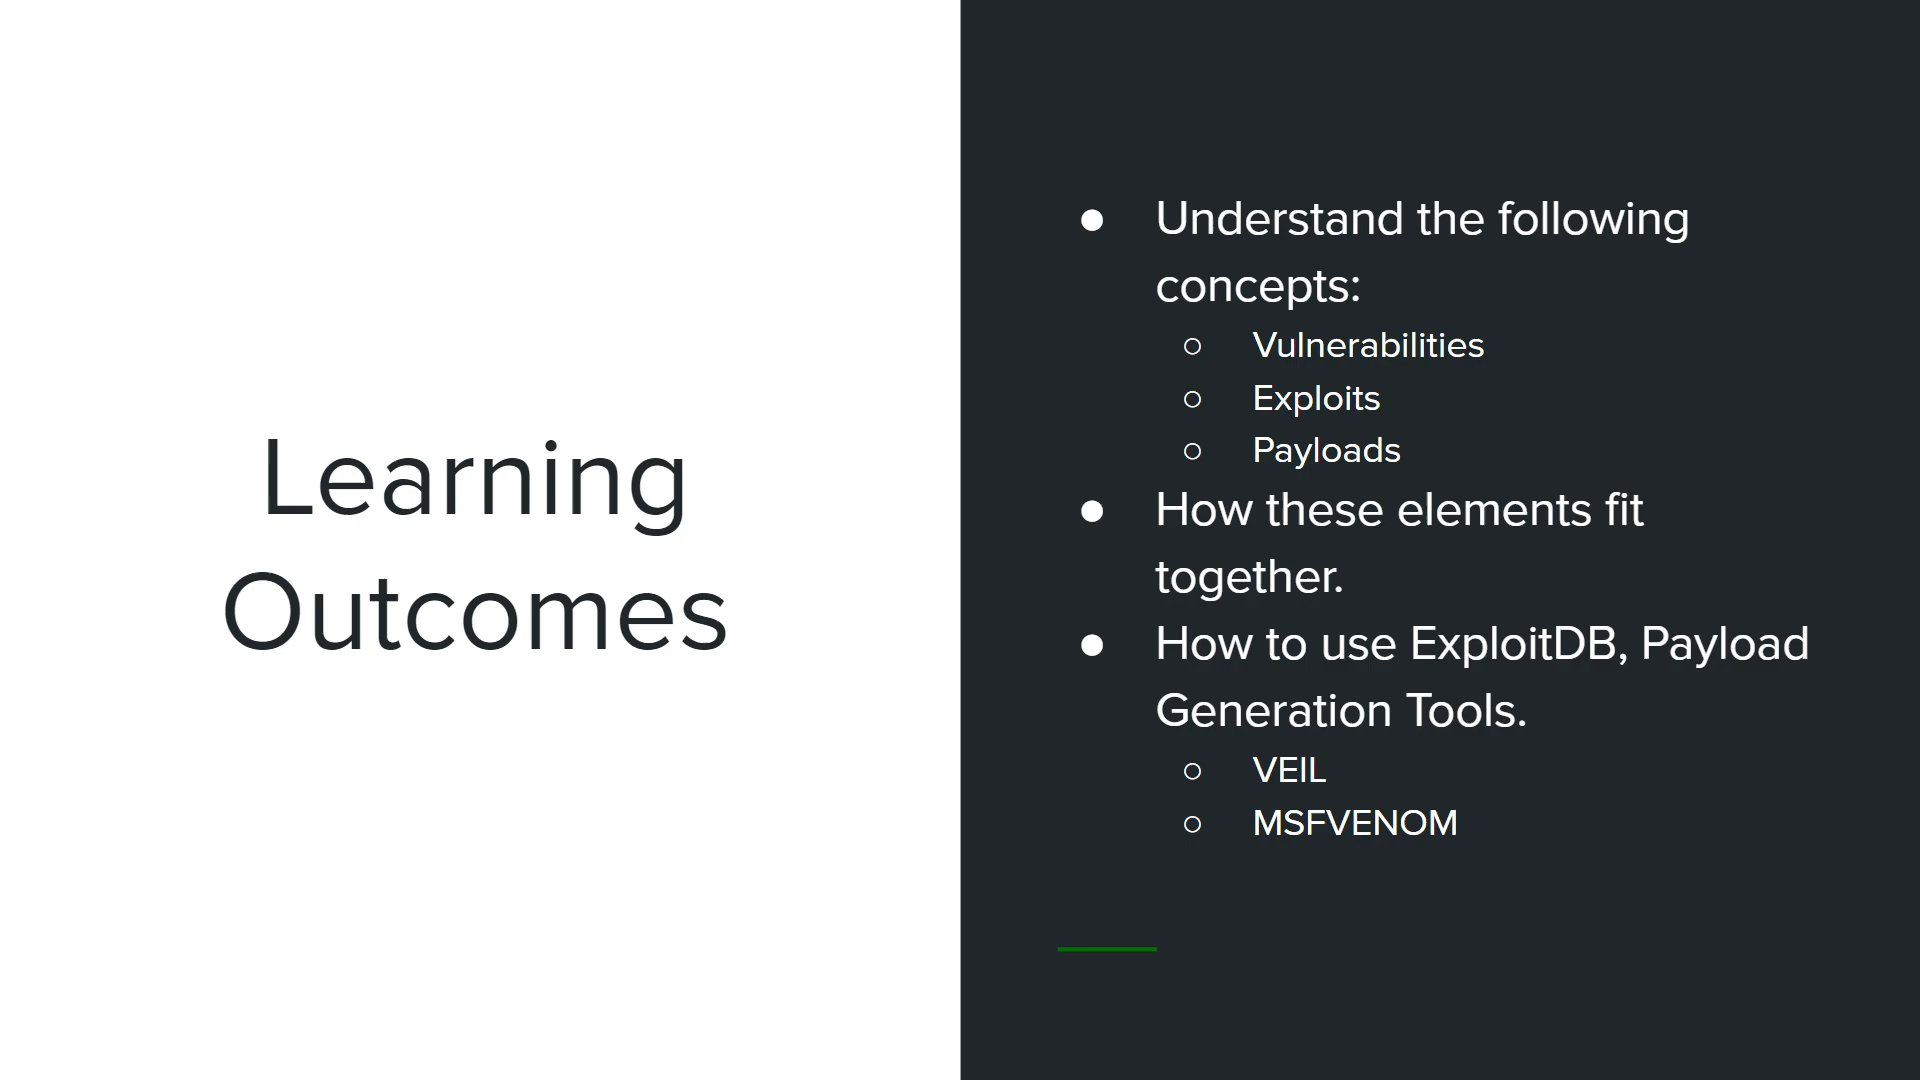 Learning
Outcomes
● Understand the following
concepts:
○ Vulnerabilities
○ Exploits
○ Payloads
● How these elements fit
together.
● How to use ExploitDB, Payload
Generation Tools.
○ VEIL
○ MSFVENOM